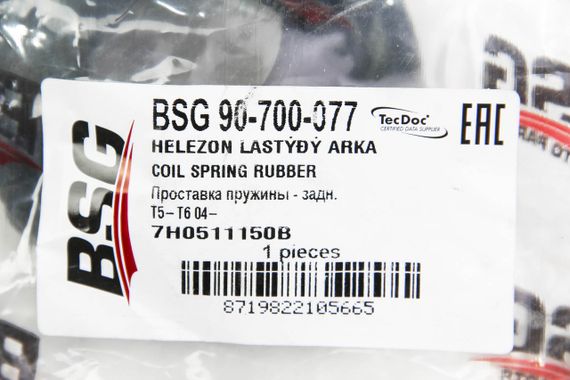 BSG
BSG 90-700-077
TecDoc
CERTIFIED DATA SUPPLIER
EAC
HELEZON LASTÝÐÝ ARKA
COIL SPRING RUBBER
Проставка пружины - задн.
T5– T6 04–
7H0511150B
1 pieces
8719822105665